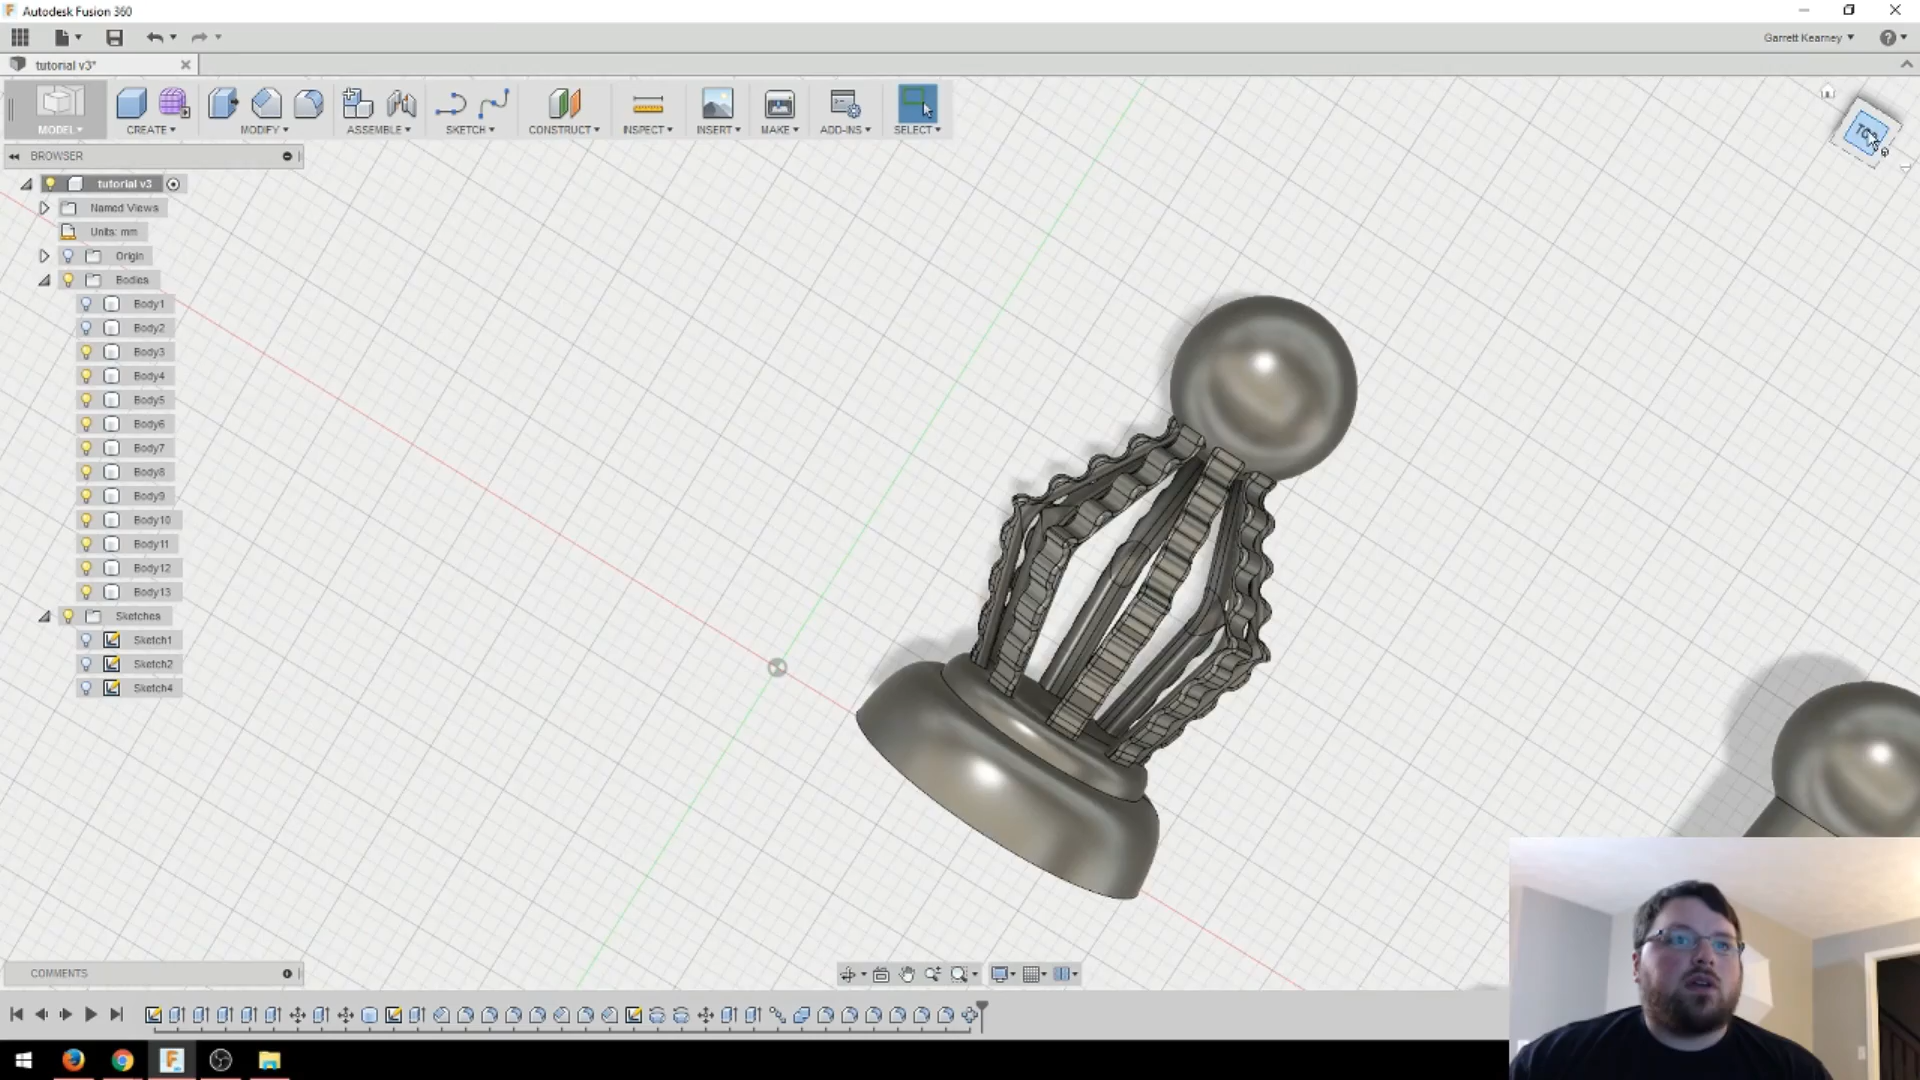 Autodesk Fusion 360
Garrett Kearney
tutorial v3*
MODEL
CREATE
MODIFY
ASSEMBLE
SKETCH
CONSTRUCT
INSPECT
INSERT
MAKE
ADD-INS
SELECT
TOP
BROWSER
tutorial v3
Named Views
Units: mm
Origin
Bodies
Body1
Body2
Body3
Body4
Body5
Body6
Body7
Body8
Body9
Body10
Body11
Body12
Body13
Sketches
Sketch1
Sketch2
Sketch4
COMMENTS